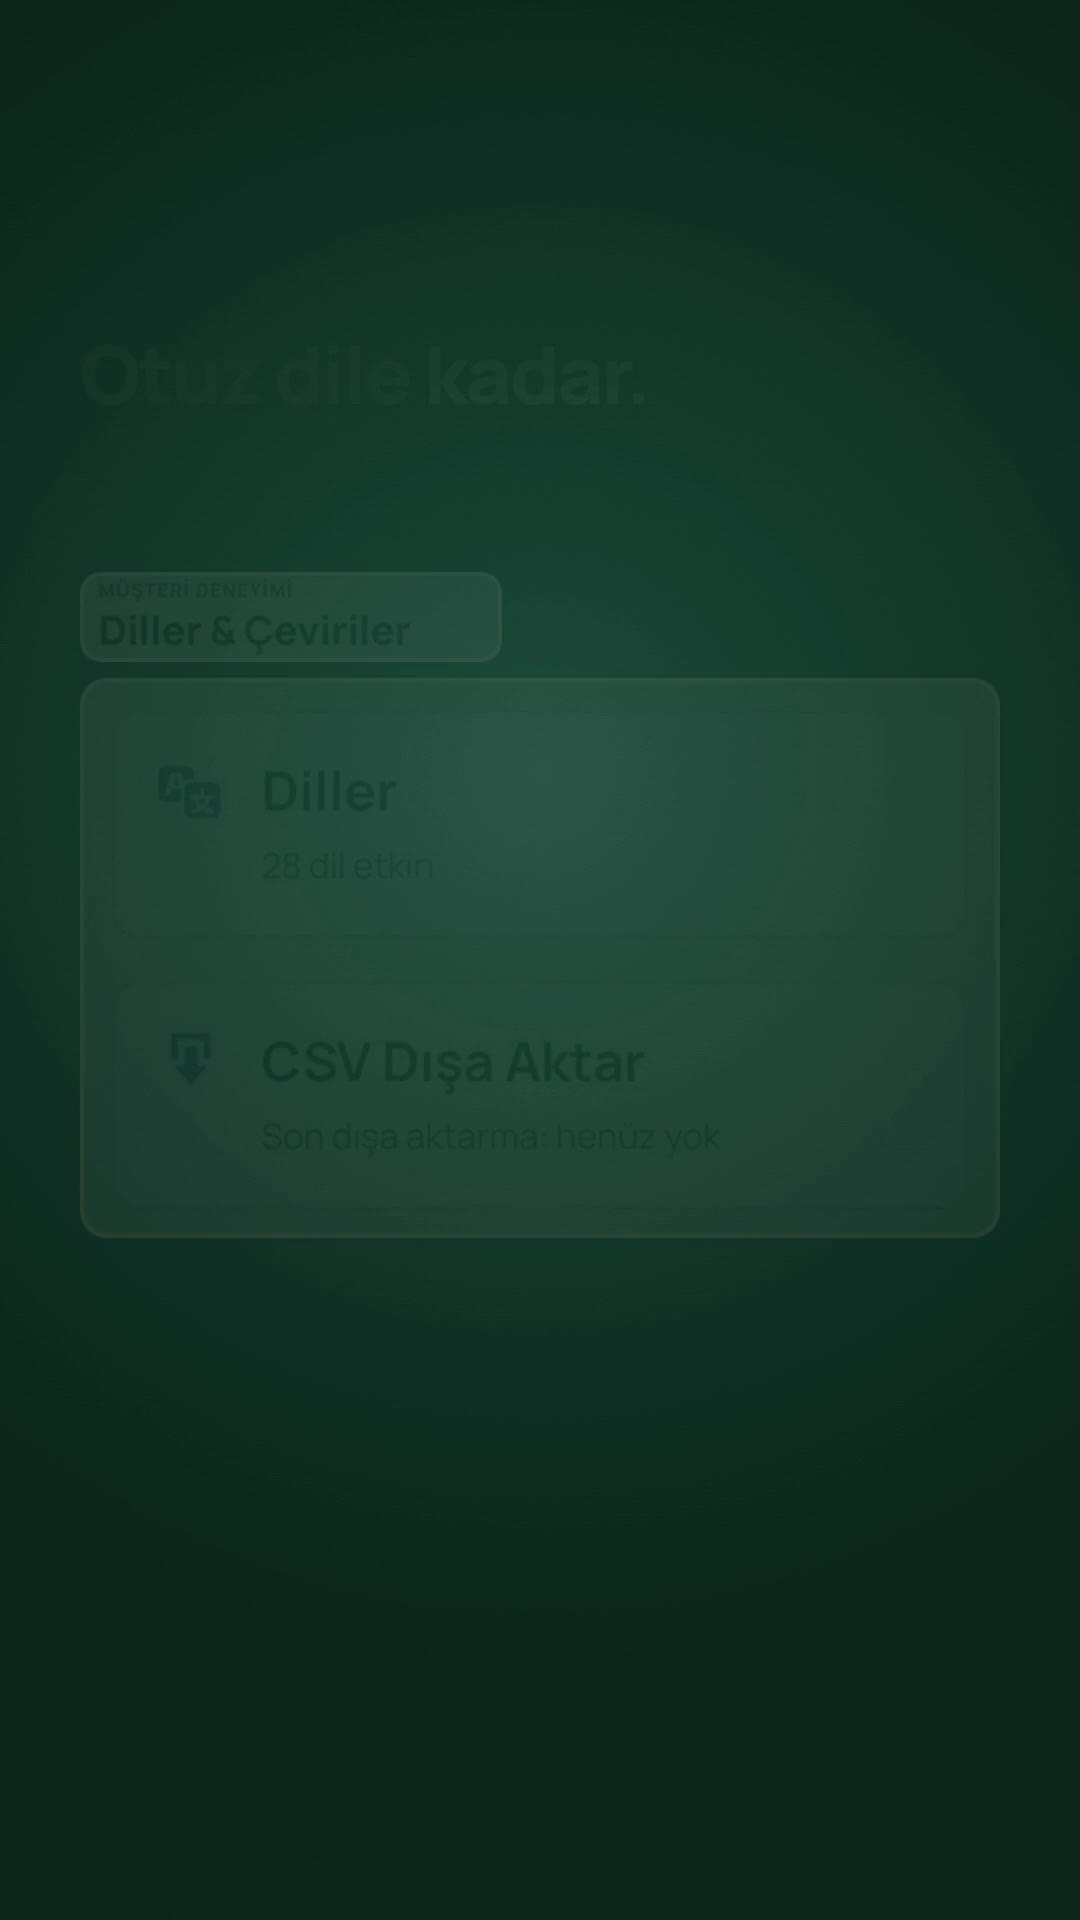 Otuz dile kadar.
MÜŞTERİ DENEYİMİ
Diller & Çeviriler
Diller
28 dil etkin
CSV Dışa Aktar
Son dışa aktarma: henüz yok